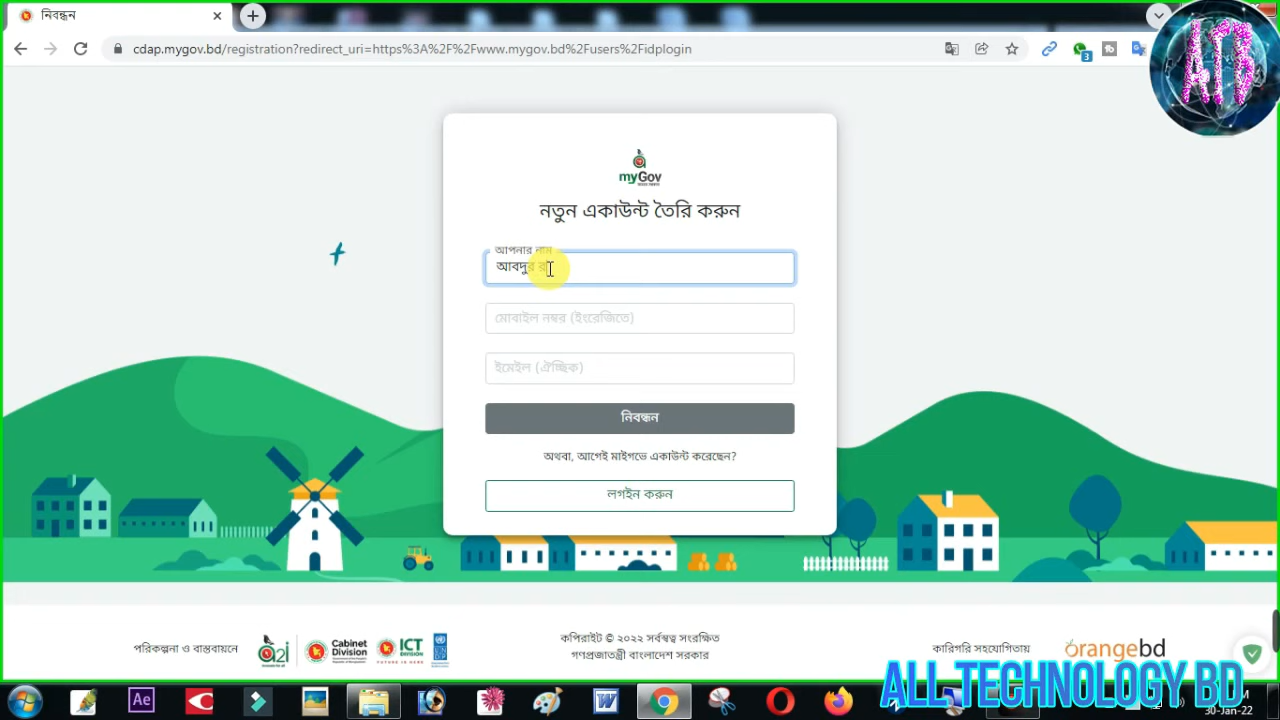 নিবন্ধন
cdap.mygov.bd/registration?redirect_uri=https%3A%2F%2Fwww.mygov.bd%2Fusers%2Fidplogin
3
myGov
নতুন একাউন্ট তৈরি করুন
আপনার নাম
আবদুর র
মোবাইল নম্বর (ইংরেজিতে)
ইমেইল (ঐচ্ছিক)
নিবন্ধন
অথবা, আগেই মাইগভে একাউন্ট করেছেন?
লগইন করুন
পরিকল্পনা ও বাস্তবায়নে
a2i
Cabinet Division
ICT DIVISION
কপিরাইট © ২০২২ সর্বস্বত্ব সংরক্ষিত
গণপ্রজাতন্ত্রী বাংলাদেশ সরকার
কারিগরি সহযোগিতায়
orangebd
Ae
W
ALL TECHNOLOGY BD
30-Jan-22